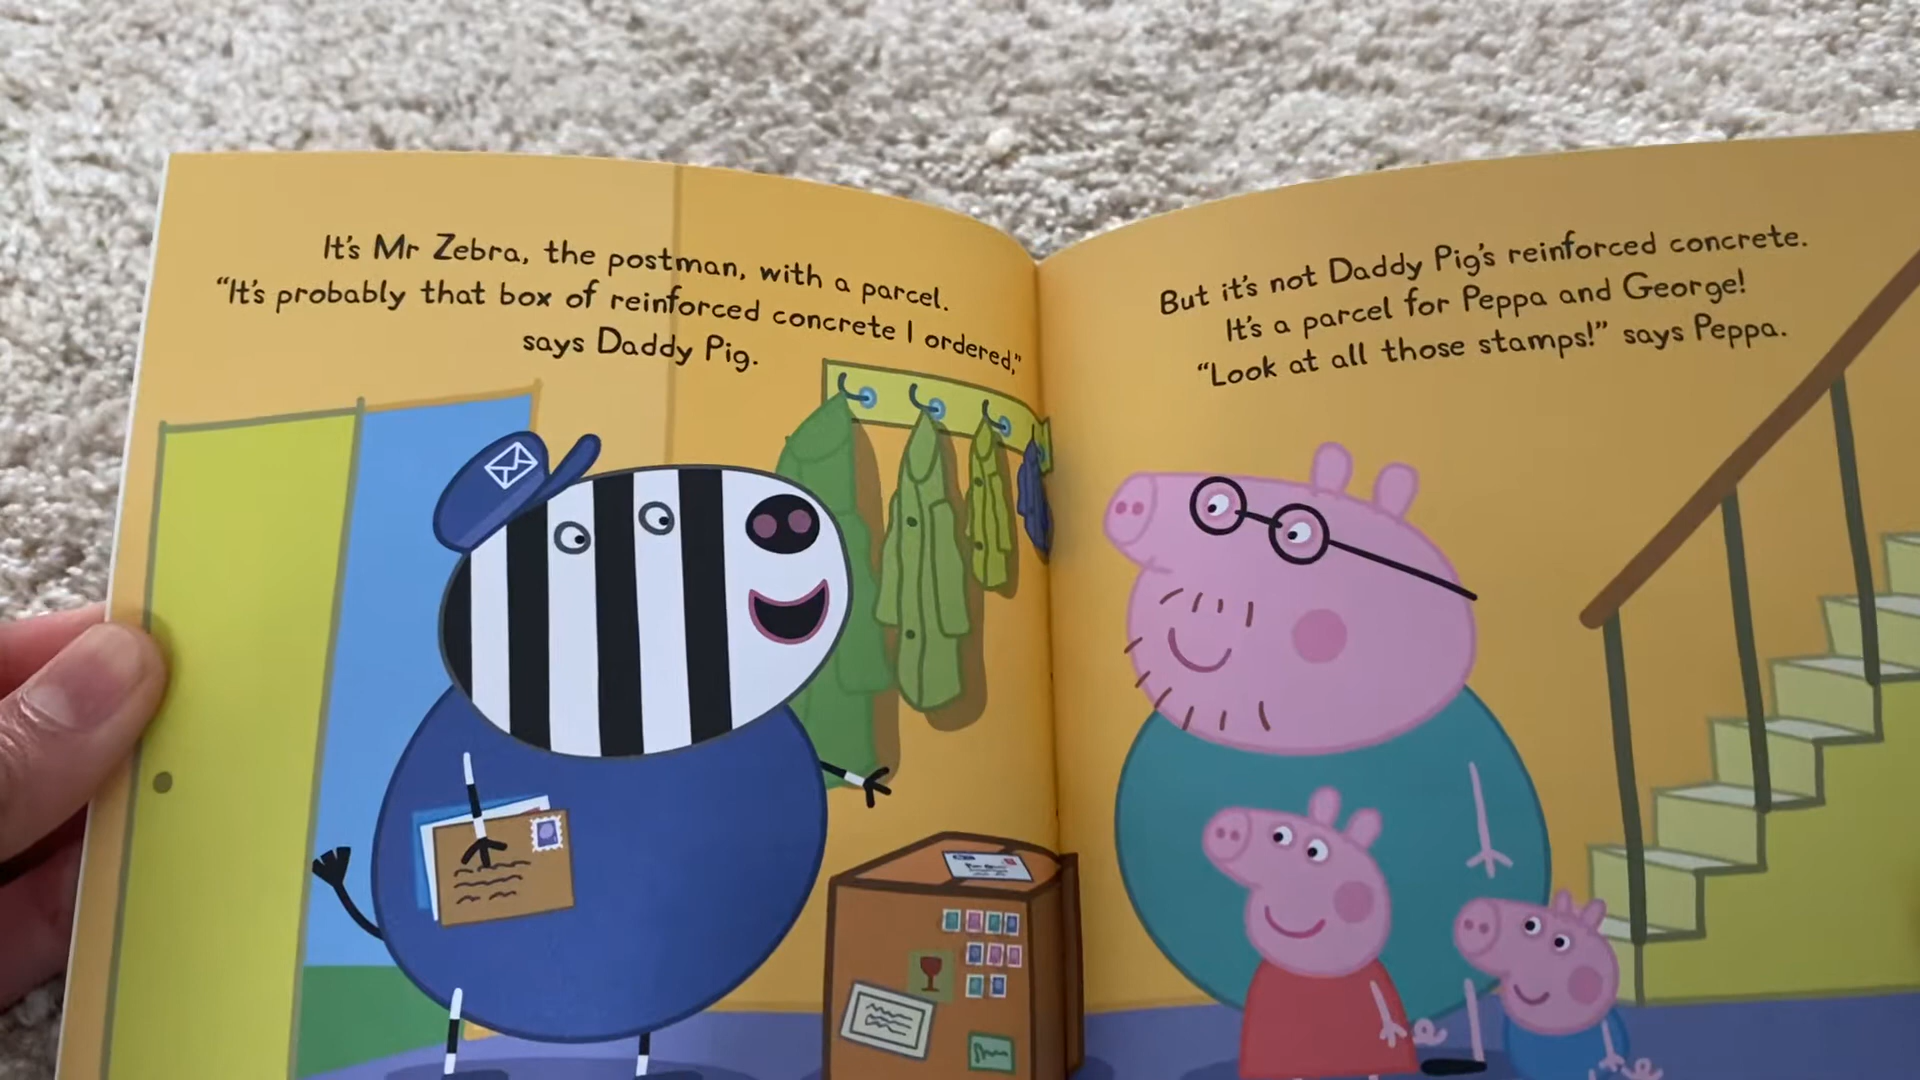 It's Mr Zebra, the postman, with a parcel.
“It's probably that box of reinforced concrete I ordered,”
says Daddy Pig.
But it's not Daddy Pig's reinforced concrete.
It's a parcel for Peppa and George!
“Look at all those stamps!” says Peppa.